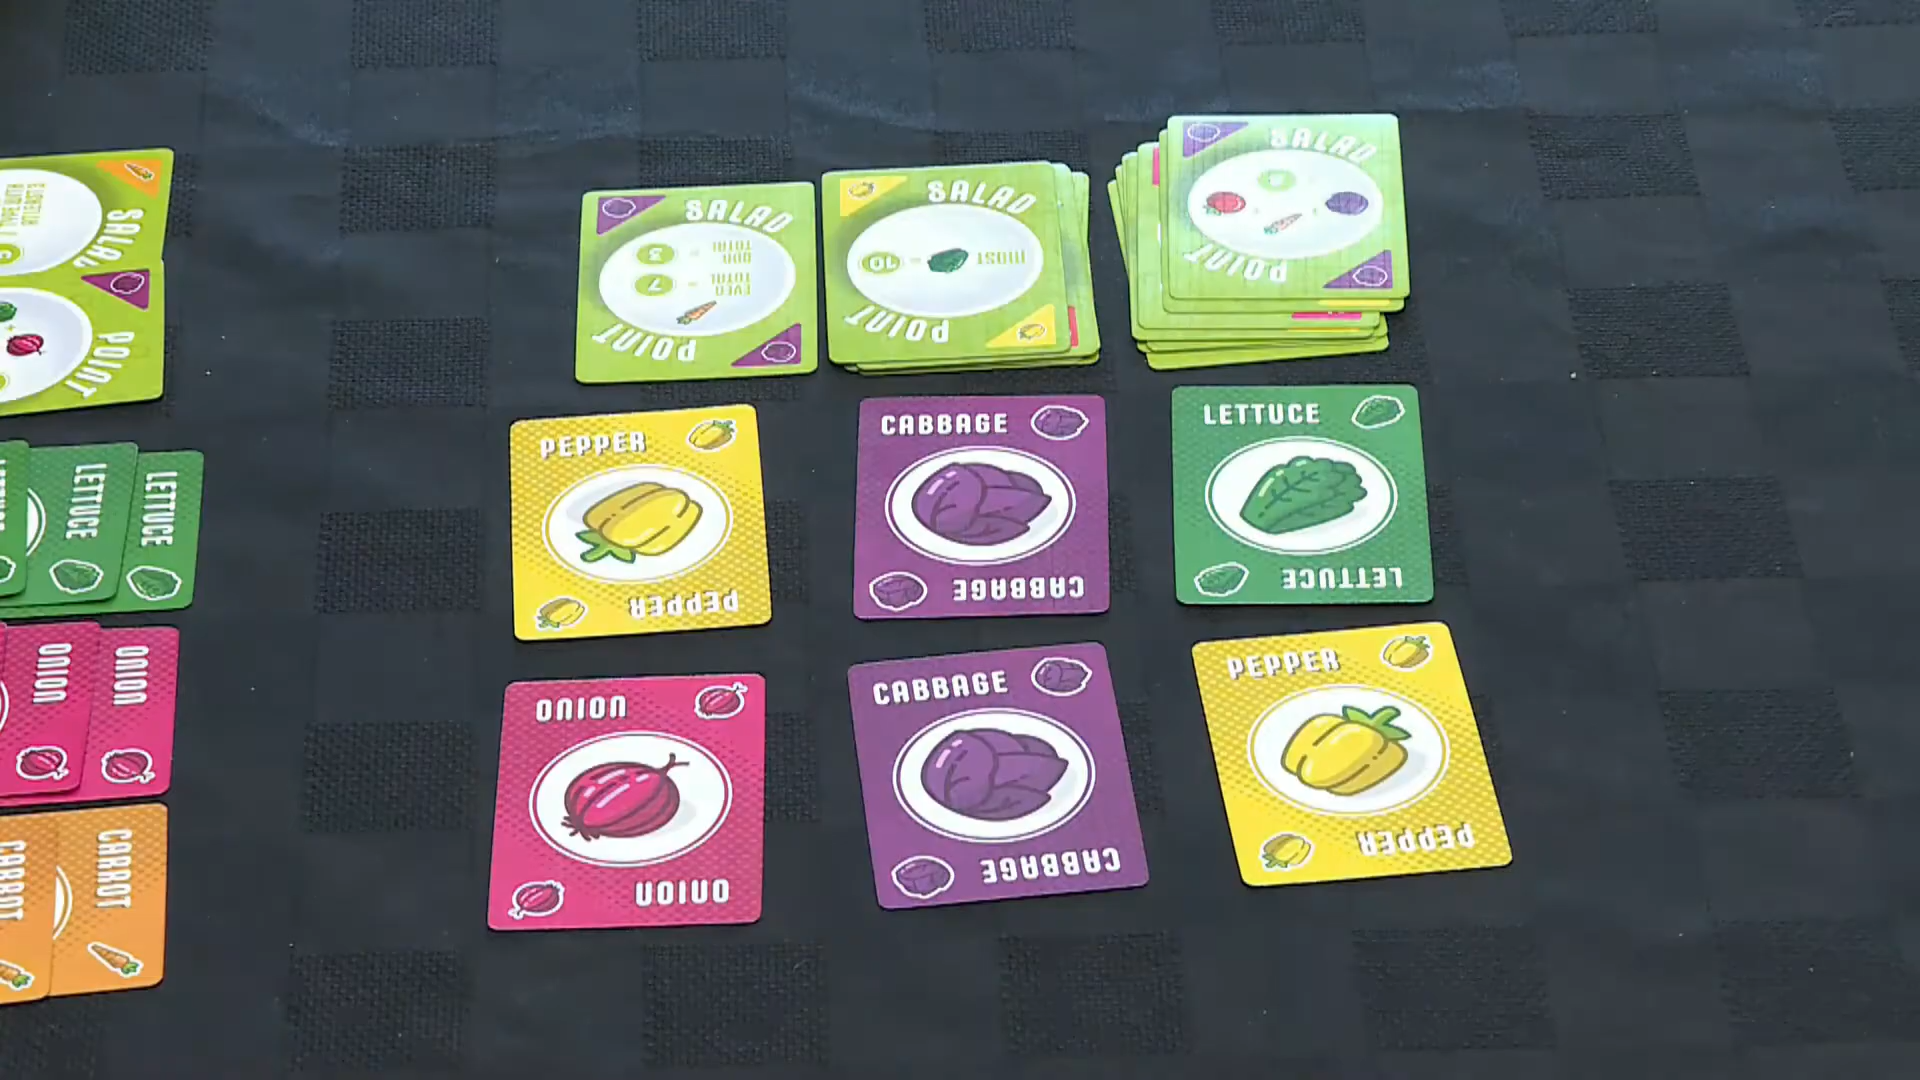 SALAD
POINT
SALAD
EVEN TOTAL = 7
ODD TOTAL = 3
POINT
SALAD
MOST = 10
POINT
SALAD
POINT
PEPPER
PEPPER
CABBAGE
CABBAGE
LETTUCE
LETTUCE
ONION
ONION
CABBAGE
CABBAGE
PEPPER
PEPPER
LETTUCE
LETTUCE
ONION
ONION
CARROT
CARROT